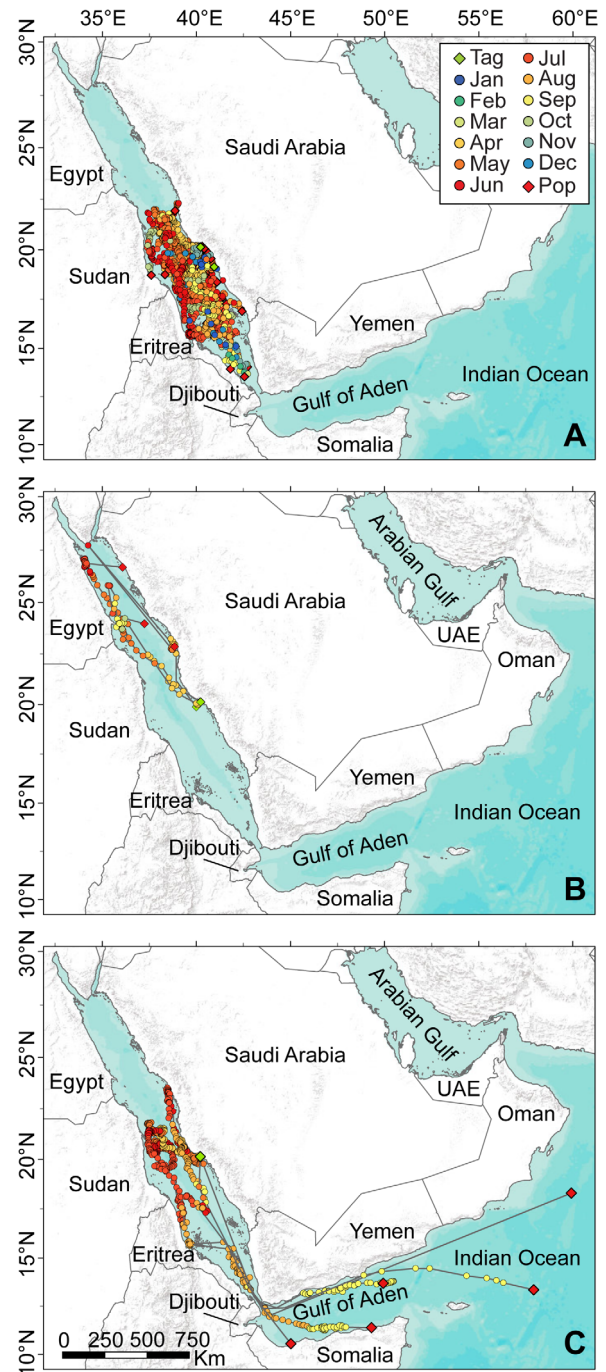 35°E 40°E 45°E 50°E 55°E 60°E
30°N
25°N
20°N
15°N
10°N
Tag Jul
Jan Aug
Feb Sep
Mar Oct
Apr Nov
May Dec
Jun Pop
Saudi Arabia
Egypt
Sudan
Yemen
Eritrea
Indian Ocean
Djibouti
Gulf of Aden
Somalia
A
30°N
25°N
20°N
15°N
10°N
Arabian Gulf
Saudi Arabia
Egypt
UAE
Oman
Sudan
Yemen
Eritrea
Indian Ocean
Djibouti
Gulf of Aden
Somalia
B
30°N
25°N
20°N
15°N
10°N
Arabian Gulf
Saudi Arabia
Egypt
UAE
Oman
Sudan
Yemen
Eritrea
Indian Ocean
Djibouti
Gulf of Aden
Somalia
0 250 500 750
Km
C